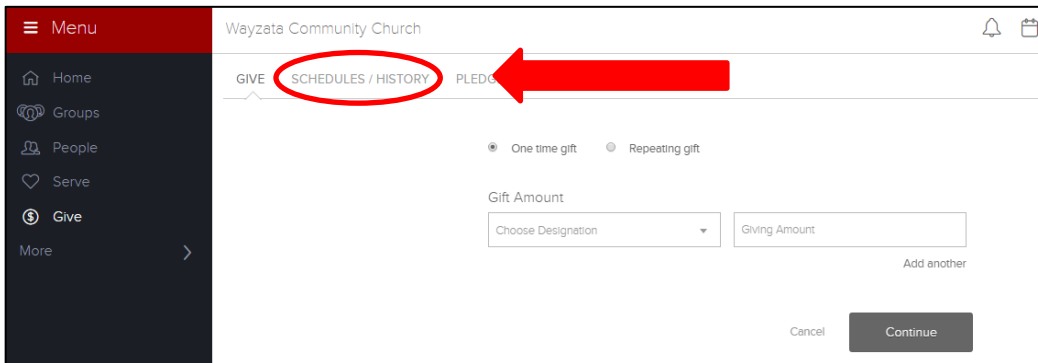 Menu
Wayzata Community Church
Home
Groups
People
Serve
Give
More
GIVE SCHEDULES / HISTORY
One time gift Repeating gift
Gift Amount
Choose Designation Giving Amount
Add another
Cancel Continue